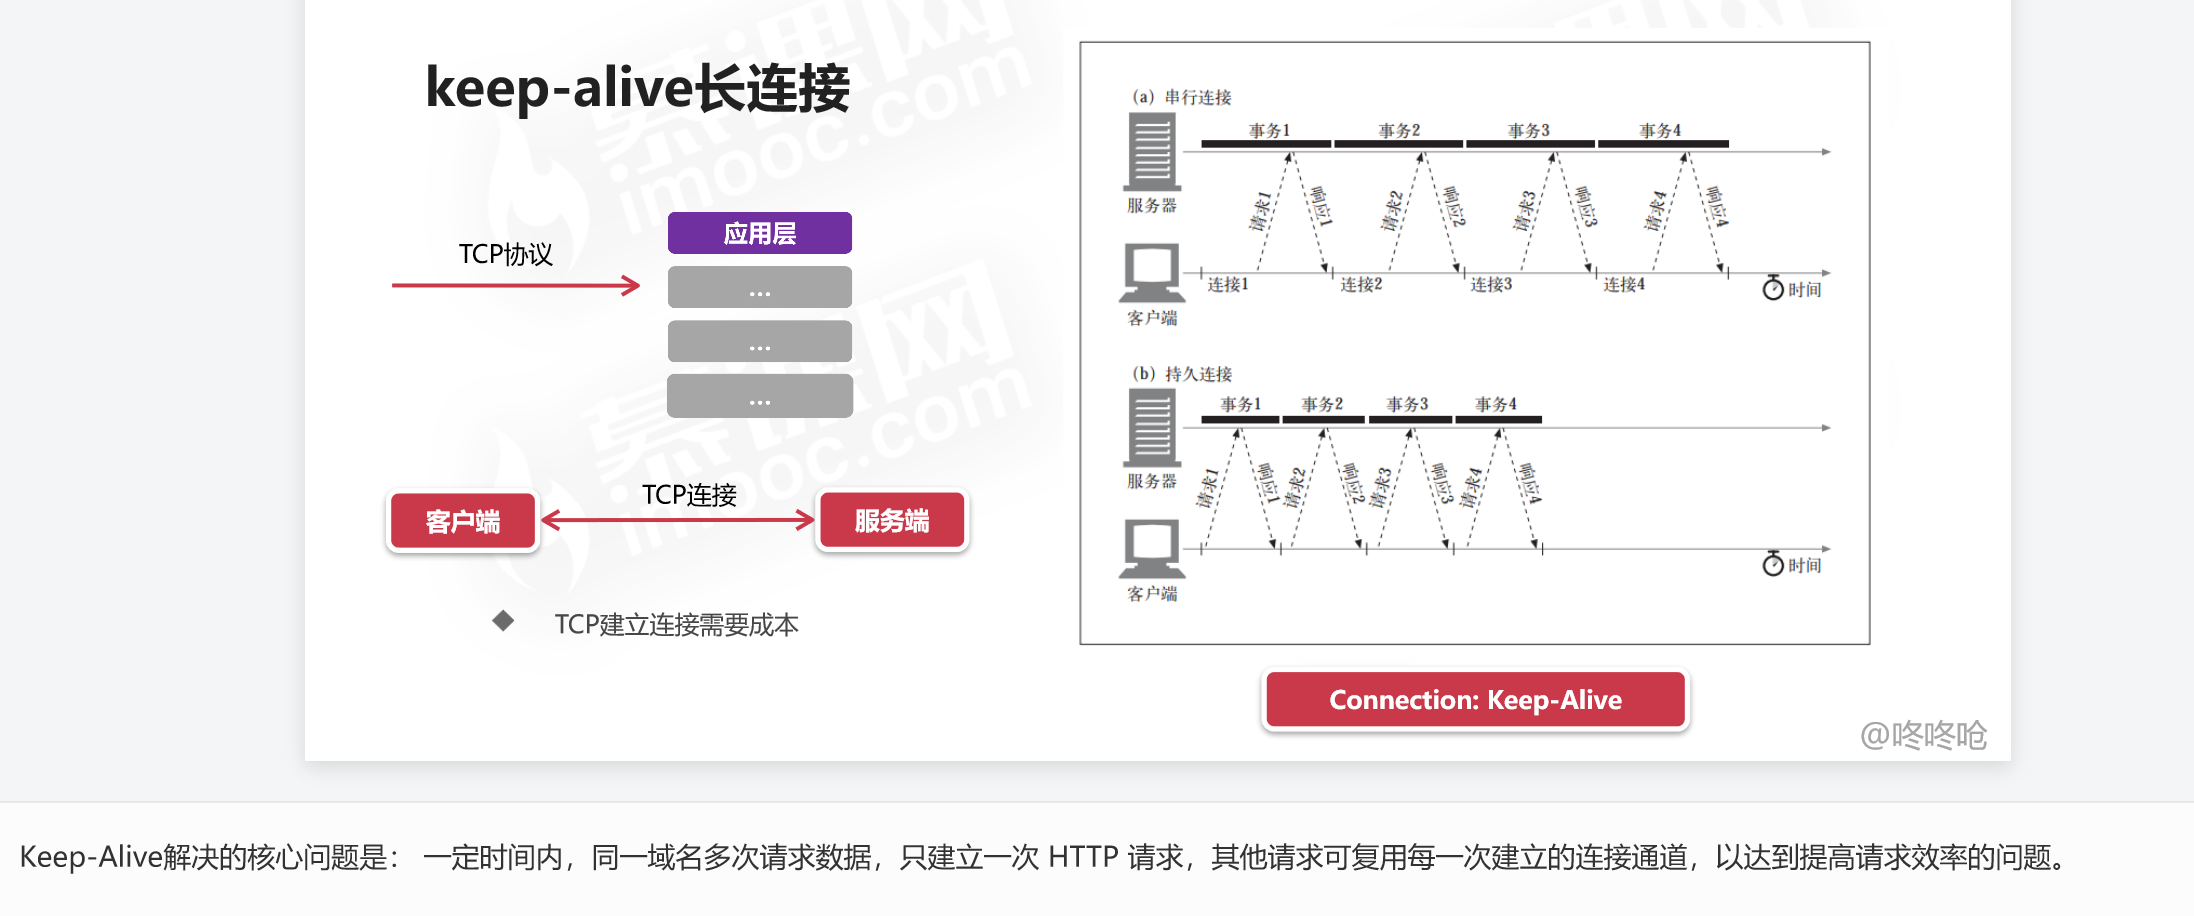 keep-alive长连接
TCP协议
应用层
...
...
...
客户端
TCP连接
服务端
TCP建立连接需要成本
(a) 串行连接
事务1 事务2 事务3 事务4
服务器
请求1 响应1 请求2 响应2 请求3 响应3 请求4 响应4
连接1 连接2 连接3 连接4
时间
客户端
(b) 持久连接
事务1 事务2 事务3 事务4
服务器
请求1 响应1 请求2 响应2 请求3 响应3 请求4 响应4
时间
客户端
Connection: Keep-Alive
@咚咚呛
慕课网
imooc.com
慕课网
imooc.com
Keep-Alive解决的核心问题是： 一定时间内，同一域名多次请求数据，只建立一次 HTTP 请求，其他请求可复用每一次建立的连接通道，以达到提高请求效率的问题。